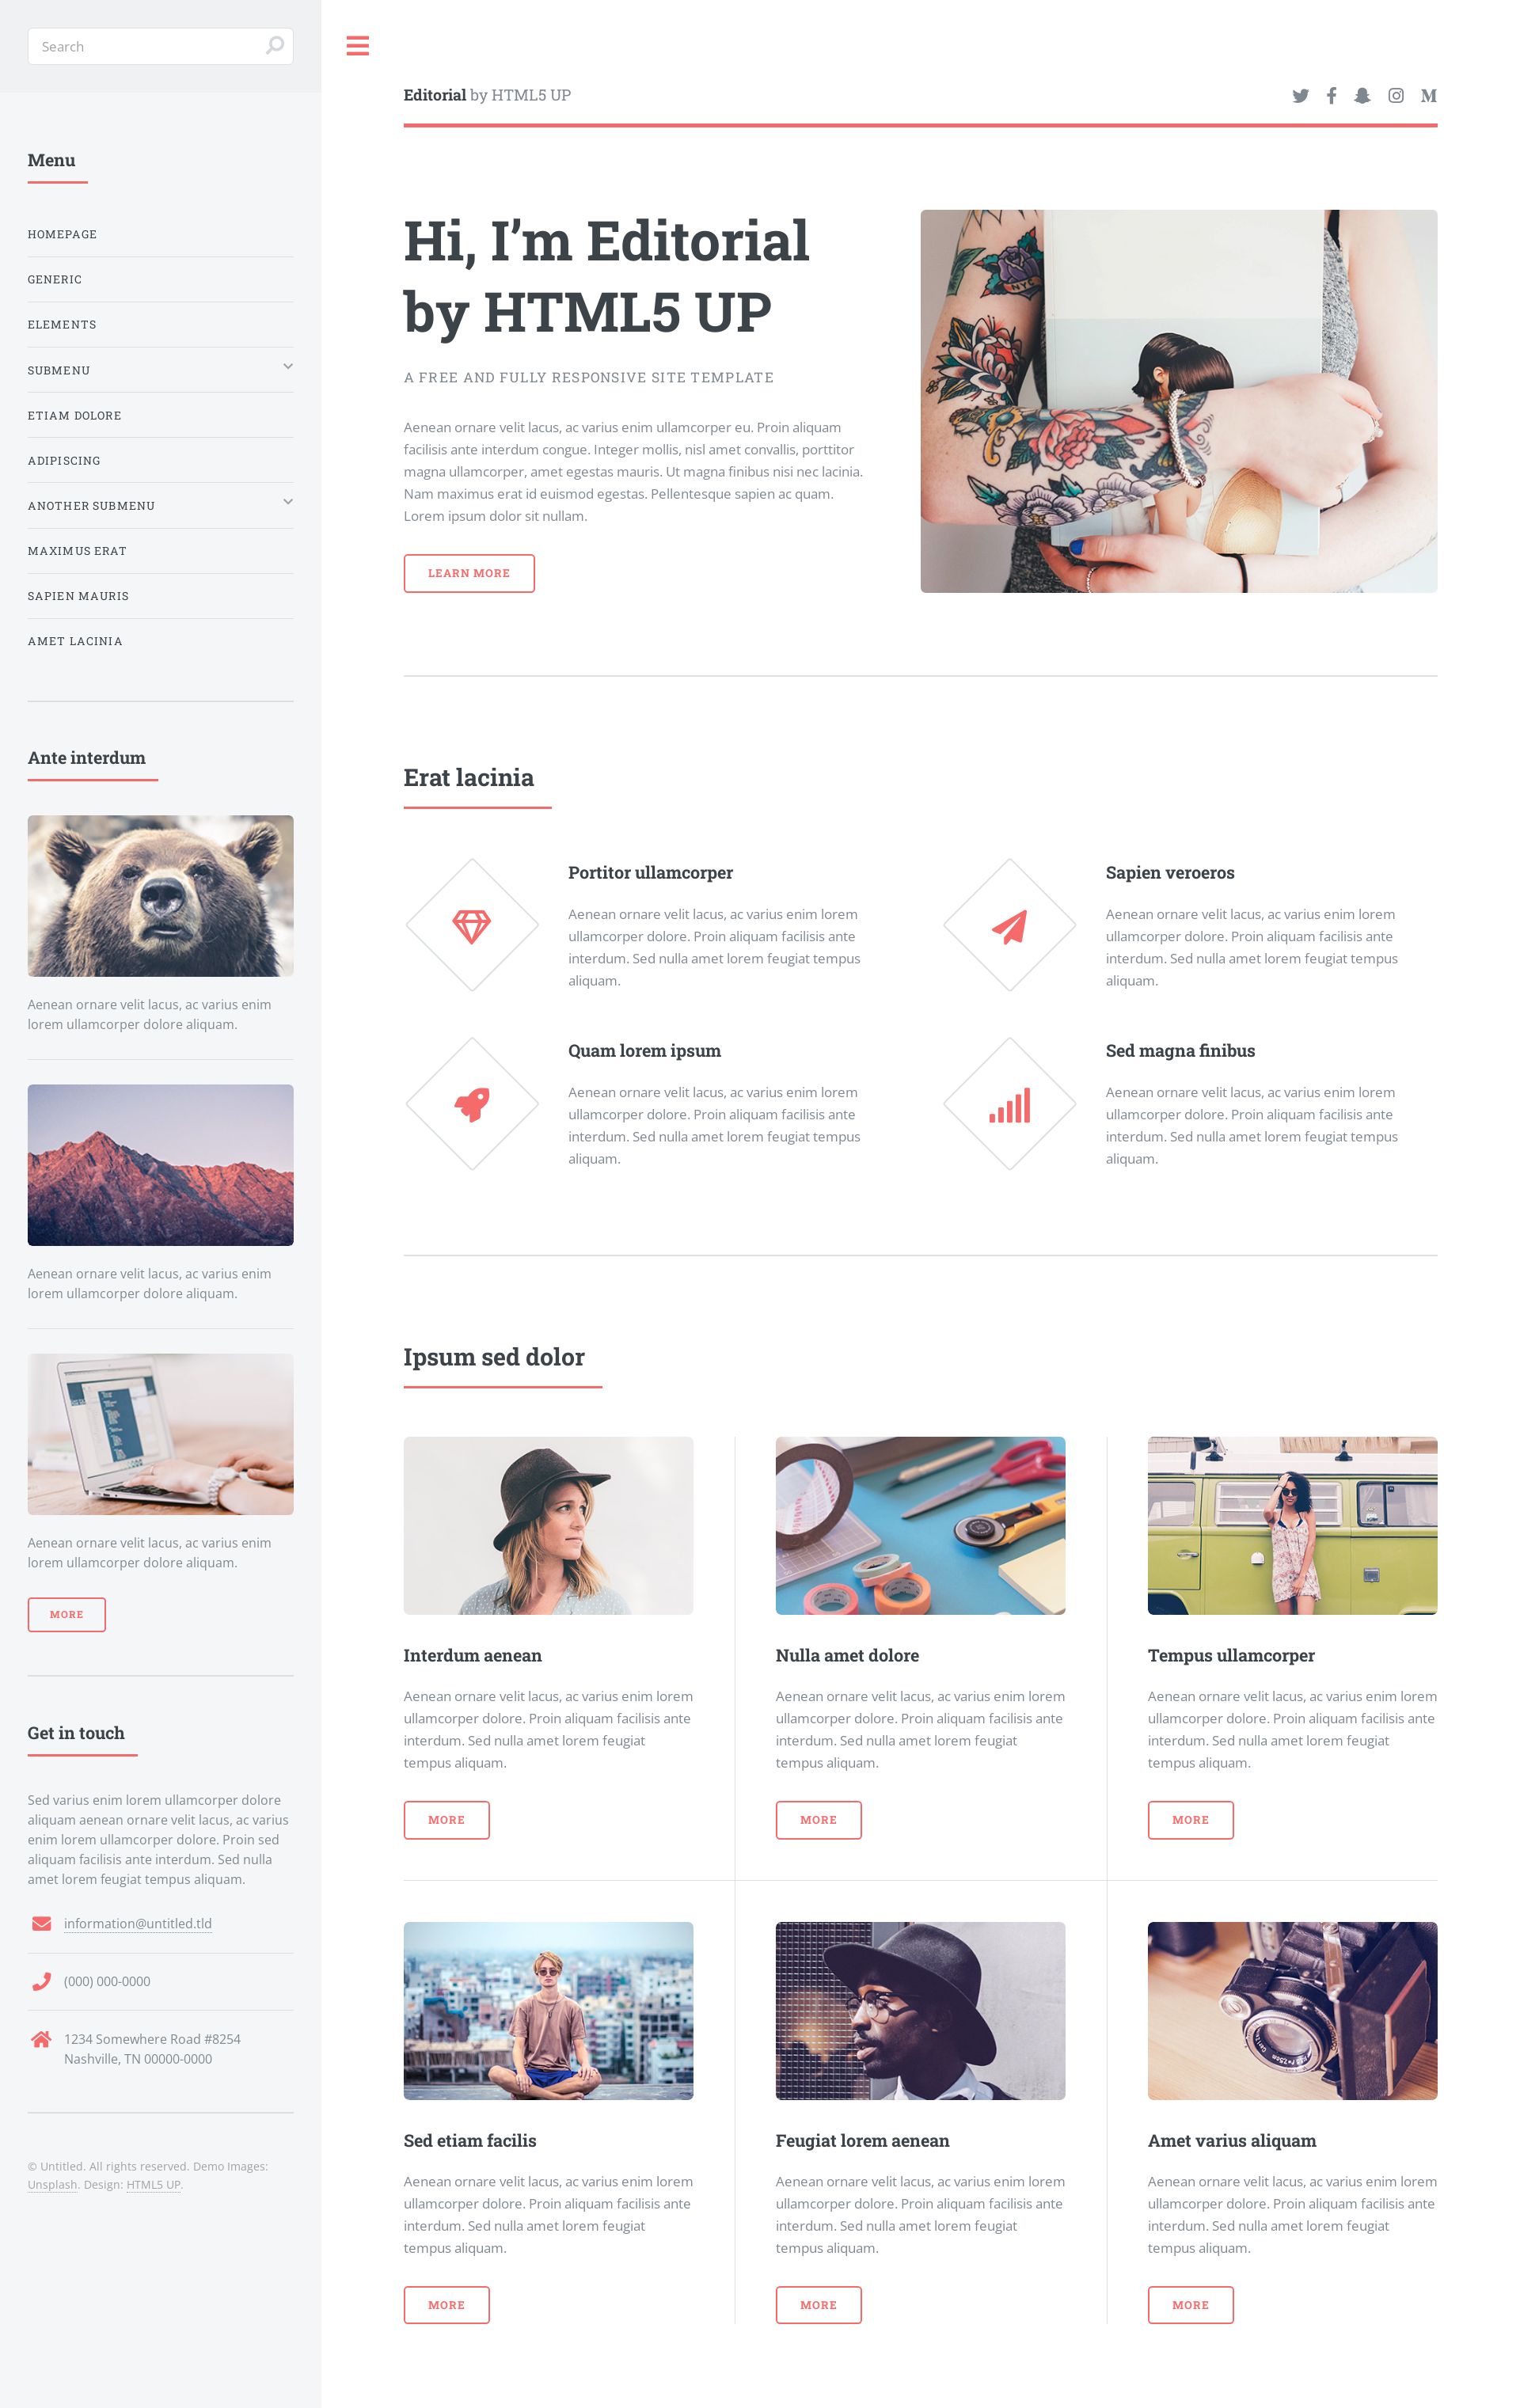 Search
Menu
HOMEPAGE
GENERIC
ELEMENTS
SUBMENU
ETIAM DOLORE
ADIPISCING
ANOTHER SUBMENU
MAXIMUS ERAT
SAPIEN MAURIS
AMET LACINIA
Ante interdum
Aenean ornare velit lacus, ac varius enim
lorem ullamcorper dolore aliquam.
Aenean ornare velit lacus, ac varius enim
lorem ullamcorper dolore aliquam.
Aenean ornare velit lacus, ac varius enim
lorem ullamcorper dolore aliquam.
MORE
Get in touch
Sed varius enim lorem ullamcorper dolore
aliquam aenean ornare velit lacus, ac varius
enim lorem ullamcorper dolore. Proin sed
aliquam facilisis ante interdum. Sed nulla
amet lorem feugiat tempus aliquam.
information@untitled.tld
(000) 000-0000
1234 Somewhere Road #8254
Nashville, TN 00000-0000
© Untitled. All rights reserved. Demo Images:
Unsplash. Design: HTML5 UP.
Editorial by HTML5 UP
Hi, I’m Editorial
by HTML5 UP
A FREE AND FULLY RESPONSIVE SITE TEMPLATE
Aenean ornare velit lacus, ac varius enim ullamcorper eu. Proin aliquam
facilisis ante interdum congue. Integer mollis, nisl amet convallis, porttitor
magna ullamcorper, amet egestas mauris. Ut magna finibus nisi nec lacinia.
Nam maximus erat id euismod egestas. Pellentesque sapien ac quam.
Lorem ipsum dolor sit nullam.
LEARN MORE
NYC
Erat lacinia
Portitor ullamcorper
Aenean ornare velit lacus, ac varius enim lorem
ullamcorper dolore. Proin aliquam facilisis ante
interdum. Sed nulla amet lorem feugiat tempus
aliquam.
Sapien veroeros
Aenean ornare velit lacus, ac varius enim lorem
ullamcorper dolore. Proin aliquam facilisis ante
interdum. Sed nulla amet lorem feugiat tempus
aliquam.
Quam lorem ipsum
Aenean ornare velit lacus, ac varius enim lorem
ullamcorper dolore. Proin aliquam facilisis ante
interdum. Sed nulla amet lorem feugiat tempus
aliquam.
Sed magna finibus
Aenean ornare velit lacus, ac varius enim lorem
ullamcorper dolore. Proin aliquam facilisis ante
interdum. Sed nulla amet lorem feugiat tempus
aliquam.
Ipsum sed dolor
Interdum aenean
Aenean ornare velit lacus, ac varius enim lorem
ullamcorper dolore. Proin aliquam facilisis ante
interdum. Sed nulla amet lorem feugiat
tempus aliquam.
MORE
Nulla amet dolore
Aenean ornare velit lacus, ac varius enim lorem
ullamcorper dolore. Proin aliquam facilisis ante
interdum. Sed nulla amet lorem feugiat
tempus aliquam.
MORE
Tempus ullamcorper
Aenean ornare velit lacus, ac varius enim lorem
ullamcorper dolore. Proin aliquam facilisis ante
interdum. Sed nulla amet lorem feugiat
tempus aliquam.
MORE
Sed etiam facilis
Aenean ornare velit lacus, ac varius enim lorem
ullamcorper dolore. Proin aliquam facilisis ante
interdum. Sed nulla amet lorem feugiat
tempus aliquam.
MORE
Feugiat lorem aenean
Aenean ornare velit lacus, ac varius enim lorem
ullamcorper dolore. Proin aliquam facilisis ante
interdum. Sed nulla amet lorem feugiat
tempus aliquam.
MORE
Amet varius aliquam
Aenean ornare velit lacus, ac varius enim lorem
ullamcorper dolore. Proin aliquam facilisis ante
interdum. Sed nulla amet lorem feugiat
tempus aliquam.
MORE